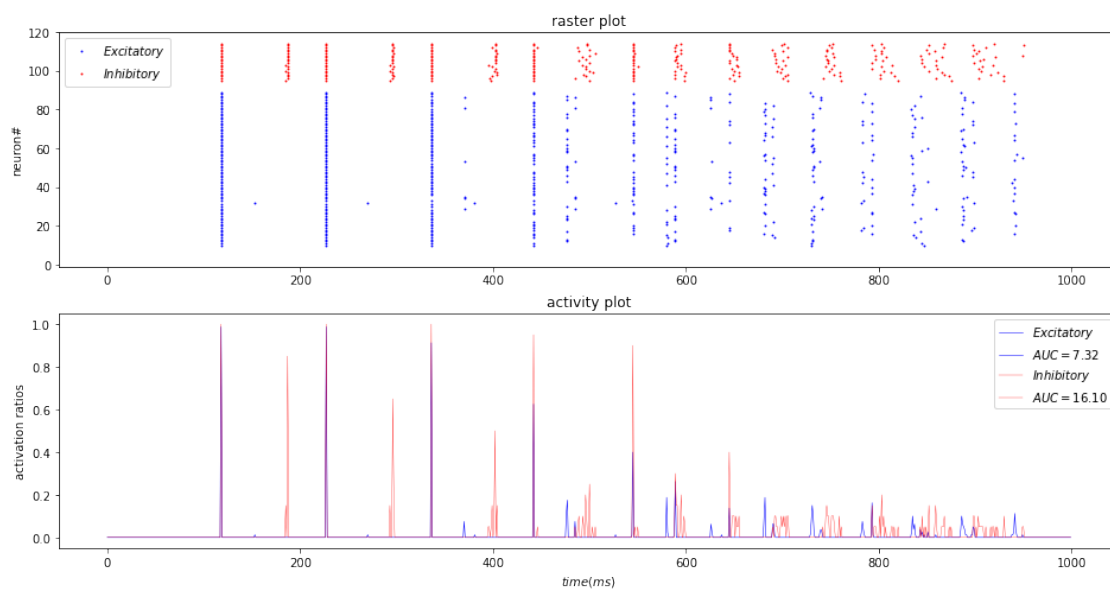 raster plot
120
100
80
60
40
20
0
neuron#
Excitatory
Inhibitory
0 200 400 600 800 1000
activity plot
1.0
0.8
0.6
0.4
0.2
0.0
activation ratios
Excitatory
AUC = 7.32
Inhibitory
AUC = 16.10
0 200 400 600 800 1000
time(ms)